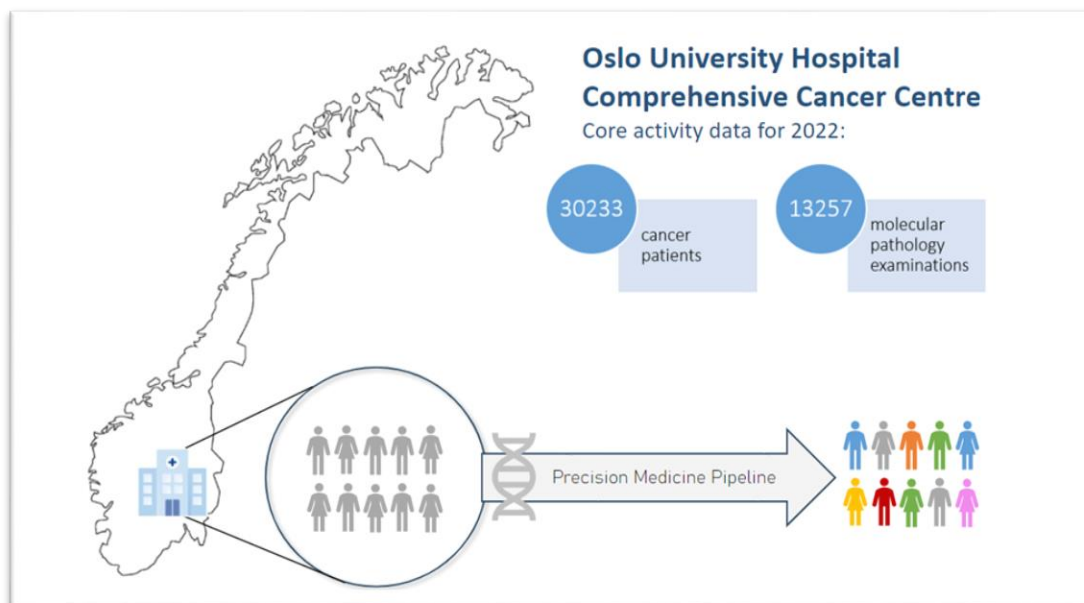 Oslo University Hospital
Comprehensive Cancer Centre
Core activity data for 2022:
30233
cancer
patients
13257
molecular
pathology
examinations
Precision Medicine Pipeline